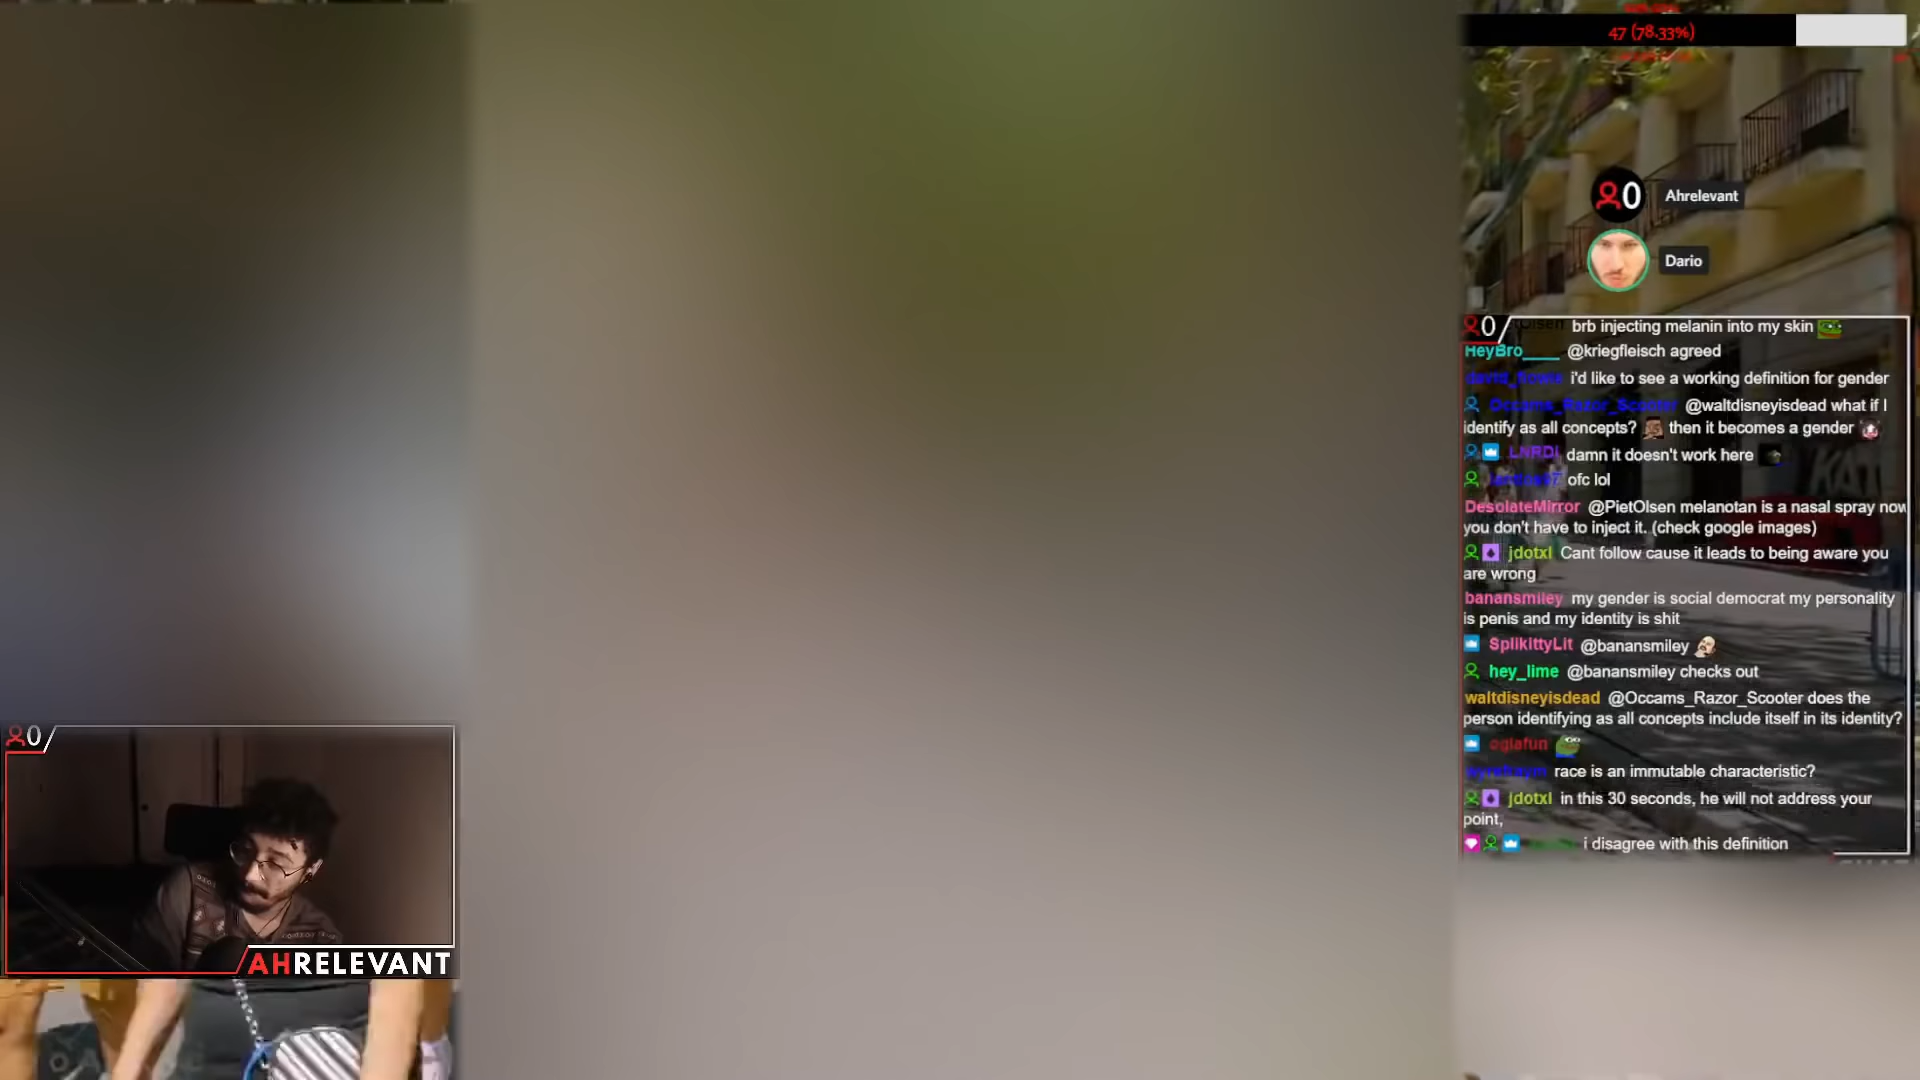 47 (78.33%)
0
Ahrelevant
Dario
0
brb injecting melanin into my skin
HeyBro____ @kriegfleisch agreed
i'd like to see a working definition for gender
Occams_Razor_Scooter @waltdisneyisdead what if I
identify as all concepts? then it becomes a gender
LNRDL damn it doesn't work here
ofc lol
DesolateMirror @PietOlsen melanotan is a nasal spray now
you don't have to inject it. (check google images)
jdotxl Cant follow cause it leads to being aware you
are wrong
banansmiley my gender is social democrat my personality
is penis and my identity is shit
SplikittyLit @banansmiley
hey_lime @banansmiley checks out
waltdisneyisdead @Occams_Razor_Scooter does the
person identifying as all concepts include itself in its identity?
oglafun
race is an immutable characteristic?
jdotxl in this 30 seconds, he will not address your
point,
i disagree with this definition
0
AHRELEVANT